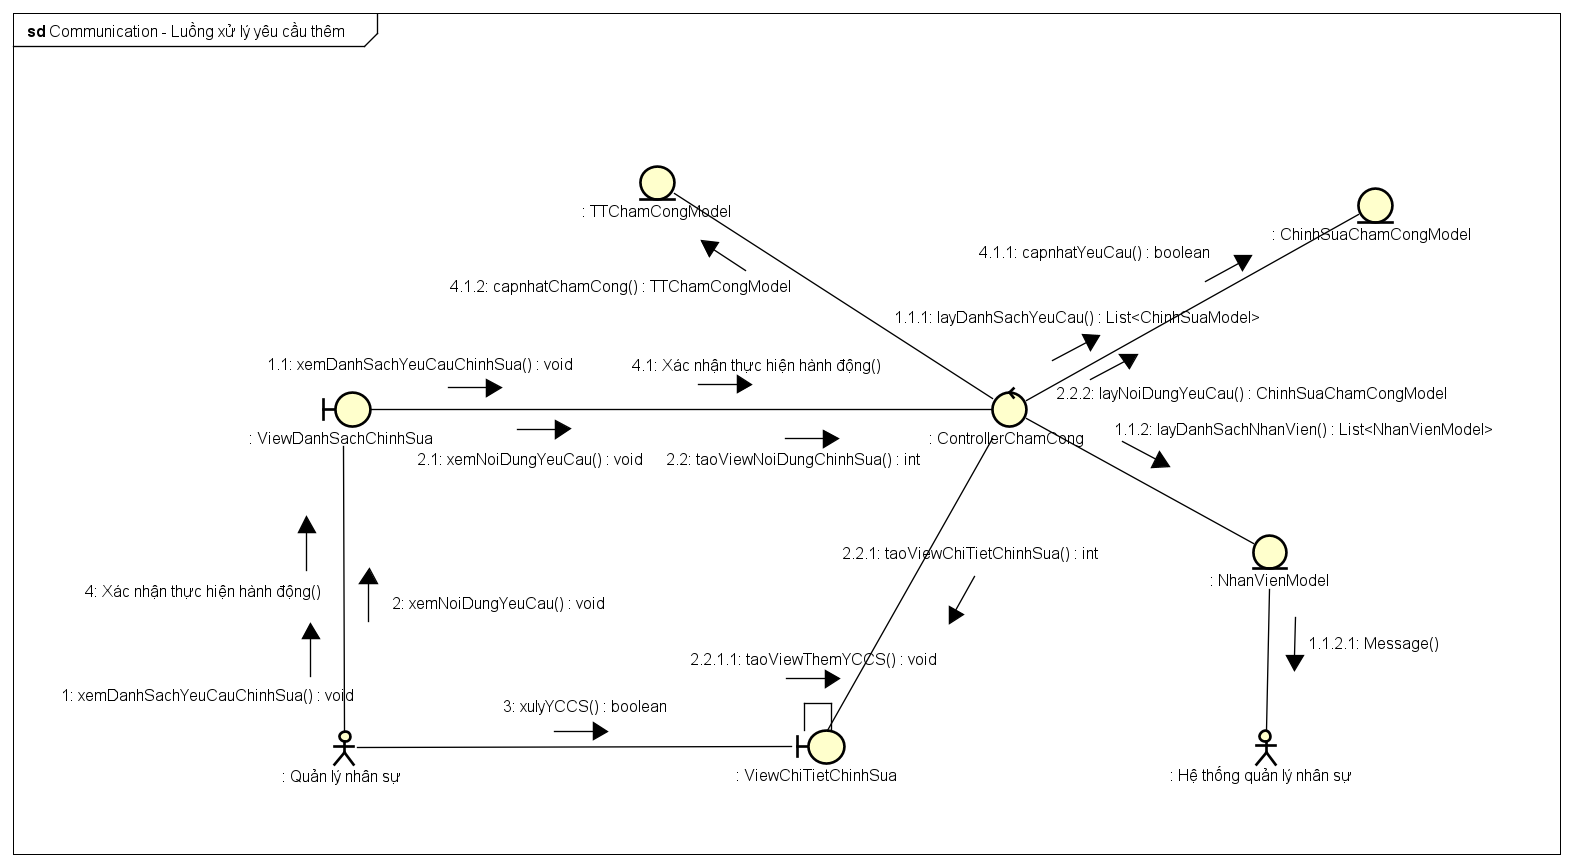 sd Communication - Luồng xử lý yêu cầu thêm
: TTChamCongModel
: ChinhSuaChamCongModel
4.1.1: capnhatYeuCau() : boolean
4.1.2: capnhatChamCong() : TTChamCongModel
1.1.1: layDanhSachYeuCau() : List<ChinhSuaModel>
1.1: xemDanhSachYeuCauChinhSua() : void
4.1: Xác nhận thực hiện hành động()
2.2.2: layNoiDungYeuCau() : ChinhSuaChamCongModel
: ViewDanhSachChinhSua
: ControllerChamCong
1.1.2: layDanhSachNhanVien() : List<NhanVienModel>
2.1: xemNoiDungYeuCau() : void
2.2: taoViewNoiDungChinhSua() : int
2.2.1: taoViewChiTietChinhSua() : int
: NhanVienModel
4: Xác nhận thực hiện hành động()
2: xemNoiDungYeuCau() : void
1.1.2.1: Message()
2.2.1.1: taoViewThemYCCS() : void
1: xemDanhSachYeuCauChinhSua() : void
3: xulyYCCS() : boolean
: Quản lý nhân sự
: ViewChiTietChinhSua
: Hệ thống quản lý nhân sự